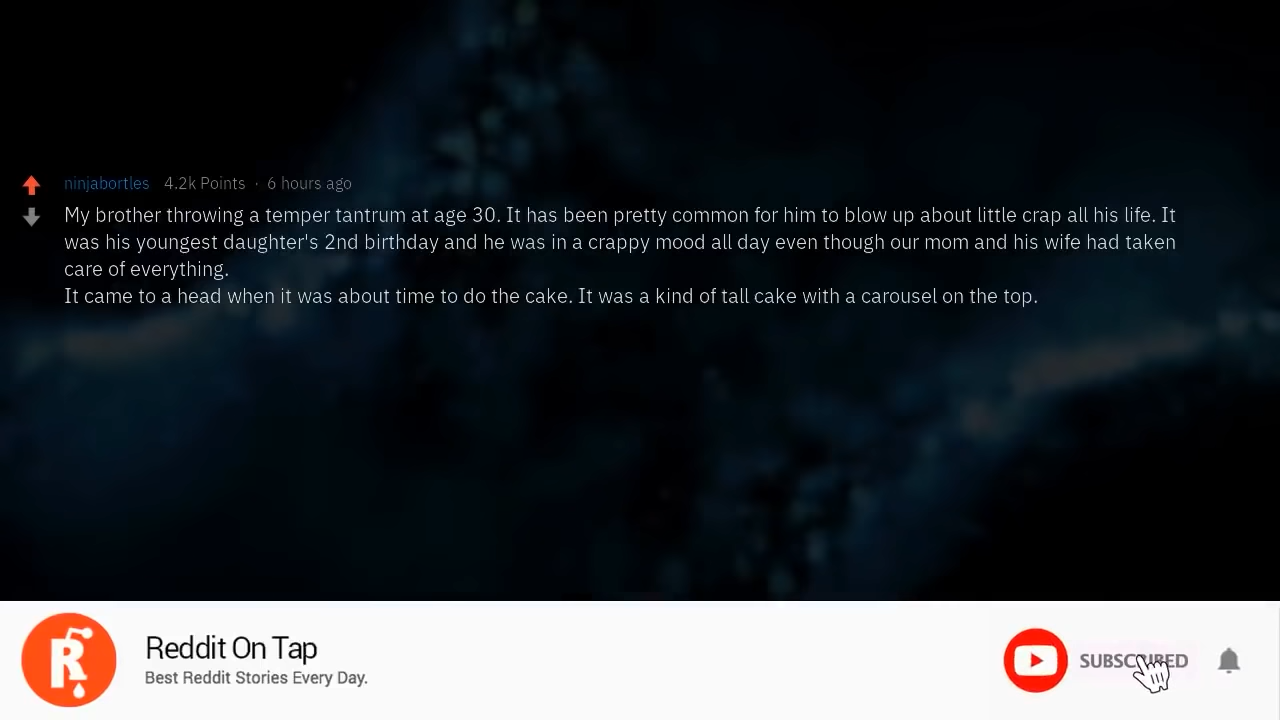 ninjabortles 4.2k Points · 6 hours ago
My brother throwing a temper tantrum at age 30. It has been pretty common for him to blow up about little crap all his life. It
was his youngest daughter's 2nd birthday and he was in a crappy mood all day even though our mom and his wife had taken
care of everything.
It came to a head when it was about time to do the cake. It was a kind of tall cake with a carousel on the top.
Reddit On Tap
Best Reddit Stories Every Day.
SUBSCRIBED